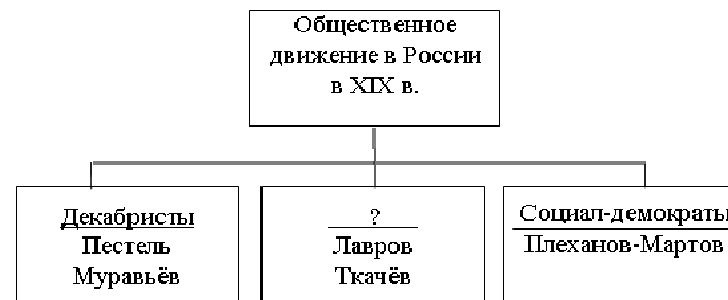 Общественное
движение в России
в XIX в.
Декабристы
Пестель
Муравьёв
?
Лавров
Ткачёв
Социал-демократы
Плеханов-Мартов